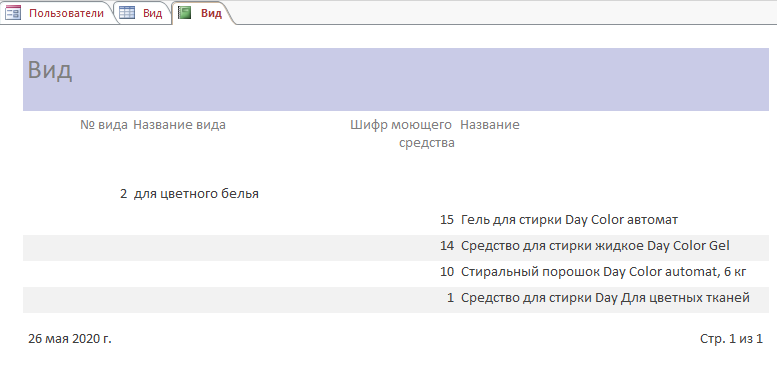 Пользователи Вид Вид
Вид
№ вида Название вида Шифр моющего Название
средства
2 для цветного белья
15 Гель для стирки Day Color автомат
14 Средство для стирки жидкое Day Color Gel
10 Стиральный порошок Day Color automat, 6 кг
1 Средство для стирки Day Для цветных тканей
26 мая 2020 г. Стр. 1 из 1